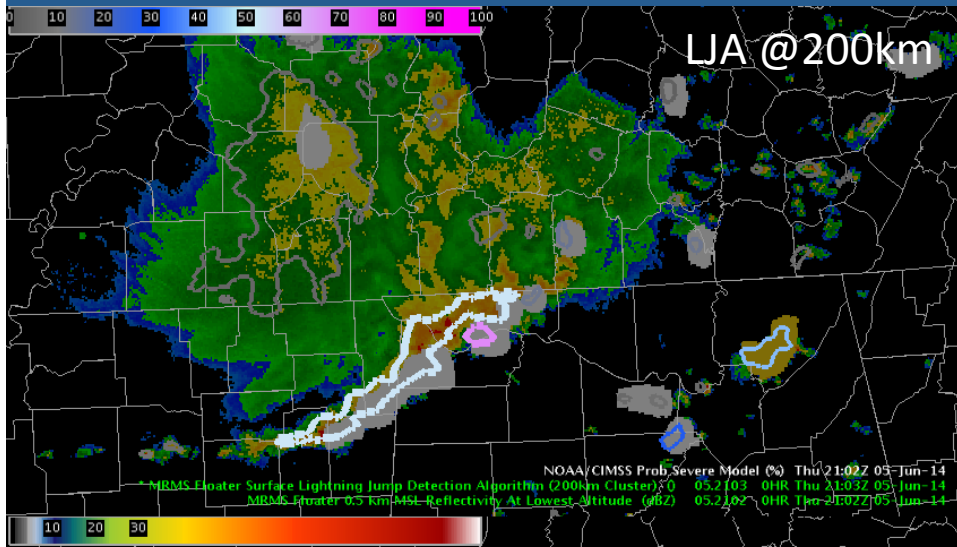 0 10 20 30 40 50 60 70 80 90 100
LJA @200km
NOAA/CIMSS Prob Severe Model (%) Thu 21:02Z 05-Jun-14
* MRMS Floater Surface Lightning Jump Detection Algorithm (200km Cluster) () 05.2103 0HR Thu 21:03Z 05-Jun-14
MRMS Floater 0.5 km MSL Reflectivity At Lowest Altitude (dBZ) 05.2102 0HR Thu 21:02Z 05-Jun-14
10 20 30